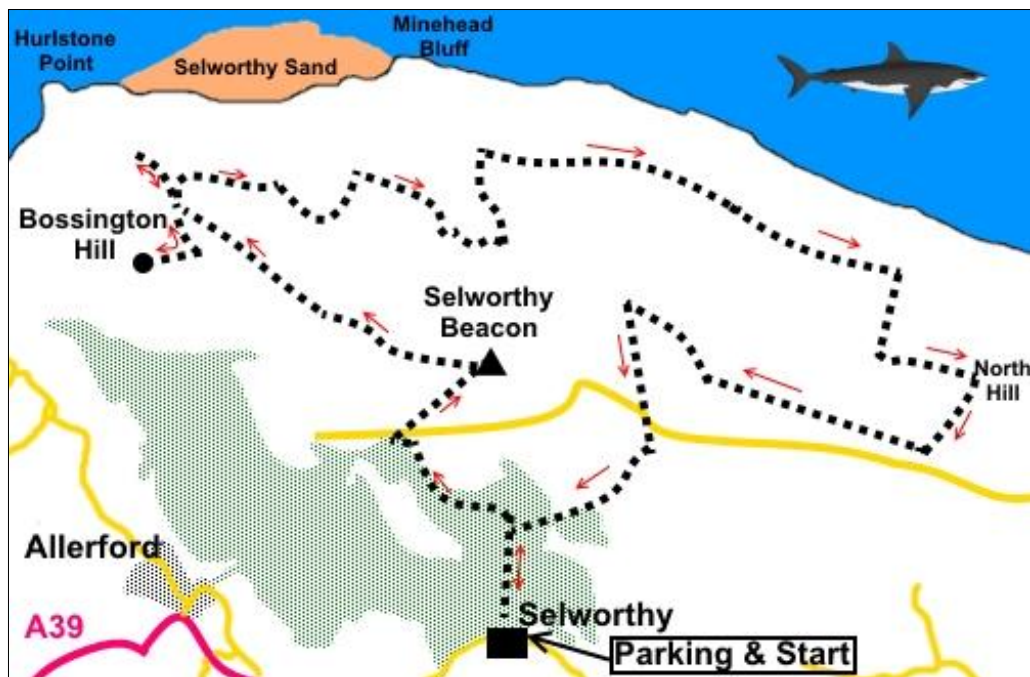 Hurlstone
Point
Selworthy Sand
Minehead
Bluff
Bossington
Hill
Selworthy
Beacon
North
Hill
Allerford
A39
Selworthy
Parking & Start